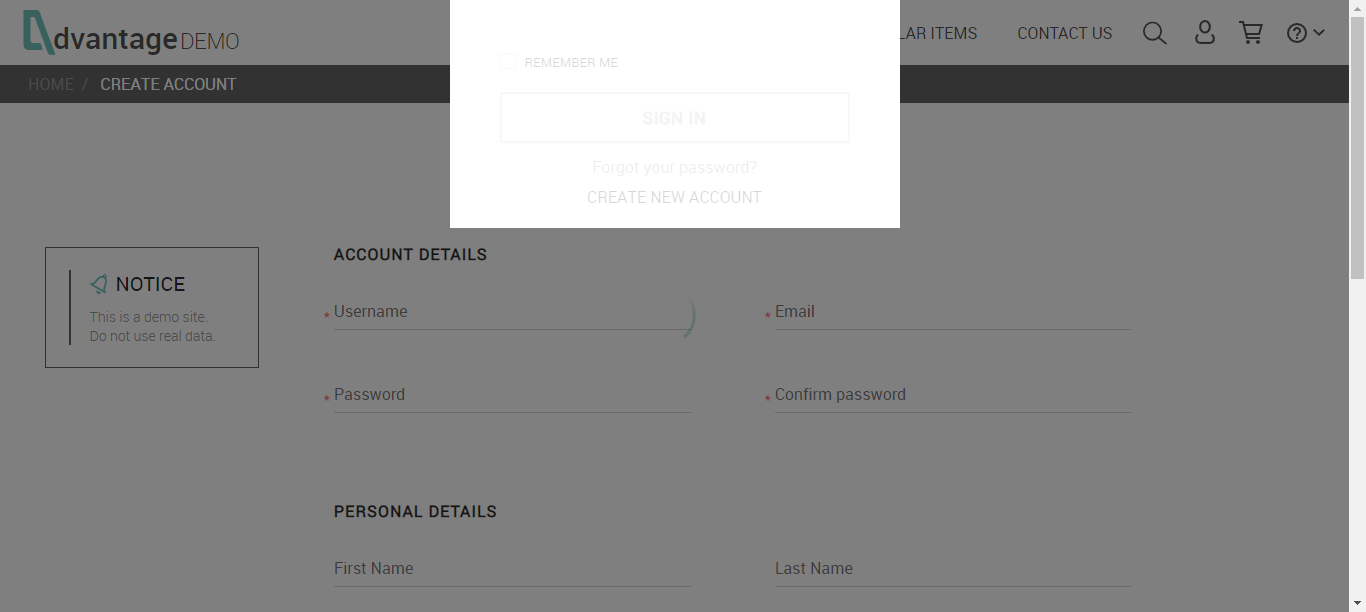 dvantage DEMO
LAR ITEMS
CONTACT US
HOME / CREATE ACCOUNT
REMEMBER ME
SIGN IN
Forgot your password?
CREATE NEW ACCOUNT
NOTICE
This is a demo site.
Do not use real data.
ACCOUNT DETAILS
* Username
* Email
* Password
* Confirm password
PERSONAL DETAILS
First Name
Last Name